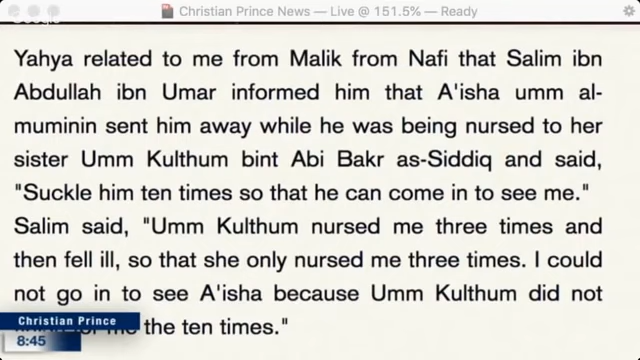 Christian Prince News — Live @ 151.5% — Ready
Yahya related to me from Malik from Nafi that Salim ibn
Abdullah ibn Umar informed him that A'isha umm al-
muminin sent him away while he was being nursed to her
sister Umm Kulthum bint Abi Bakr as-Siddiq and said,
"Suckle him ten times so that he can come in to see me."
Salim said, "Umm Kulthum nursed me three times and
then fell ill, so that she only nursed me three times. I could
not go in to see A'isha because Umm Kulthum did not
me the ten times."
Christian Prince
8:45